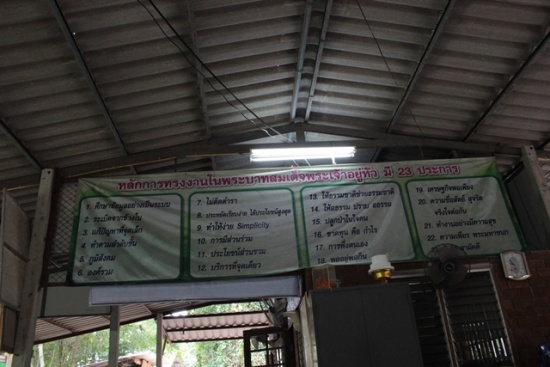 หลักการทรงงานในพระบาทสมเด็จพระเจ้าอยู่หัว มี 23 ประการ
1. ศึกษาข้อมูลอย่างเป็นระบบ
2. ระเบิดจากข้างใน
3. แก้ปัญหาที่จุดเล็ก
4. ทำตามลำดับขั้น
5. ภูมิสังคม
6. องค์รวม
7. ไม่ติดตำรา
8. ประหยัดเรียบง่าย ได้ประโยชน์สูงสุด
9. ทำให้ง่าย Simplicity
10. การมีส่วนร่วม
11. ประโยชน์ส่วนรวม
12. บริการที่จุดเดียว
13. ให้ธรรมชาติช่วยธรรมชาติ
14. ใช้อธรรม ปราบ อธรรม
15. ปลูกป่าในใจคน
16. ขาดทุน คือ กำไร
17. การพึ่งตนเอง
18. พออยู่พอกิน
19. เศรษฐกิจพอเพียง
20. ความซื่อสัตย์ สุจริต
จริงใจต่อกัน
21. ทำงานอย่างมีความสุข
22. ความเพียร พระมหาชนก
สามัคคี